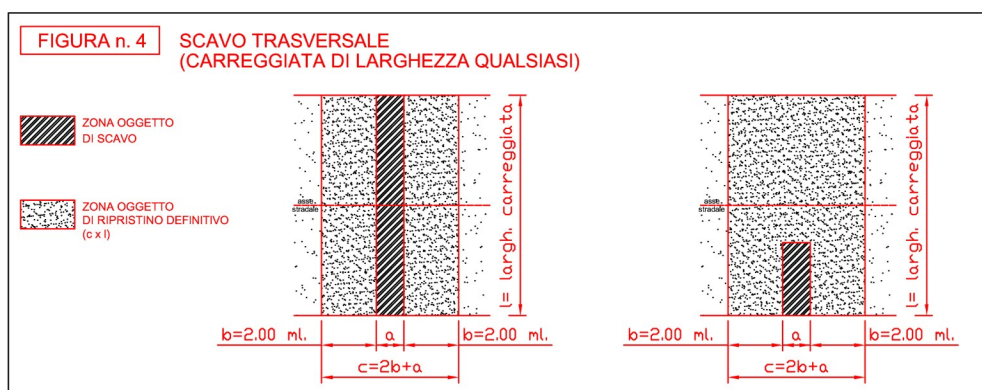 FIGURA n. 4
SCAVO TRASVERSALE
(CARREGGIATA DI LARGHEZZA QUALSIASI)
ZONA OGGETTO
DI SCAVO
ZONA OGGETTO
DI RIPRISTINO DEFINITIVO
(c x l)
asse
stradale
l= largh. carreggiata
b=2.00 ml.
a
b=2.00 ml.
c=2b+a
asse
stradale
l= largh. carreggiata
b=2.00 ml.
a
b=2.00 ml.
c=2b+a